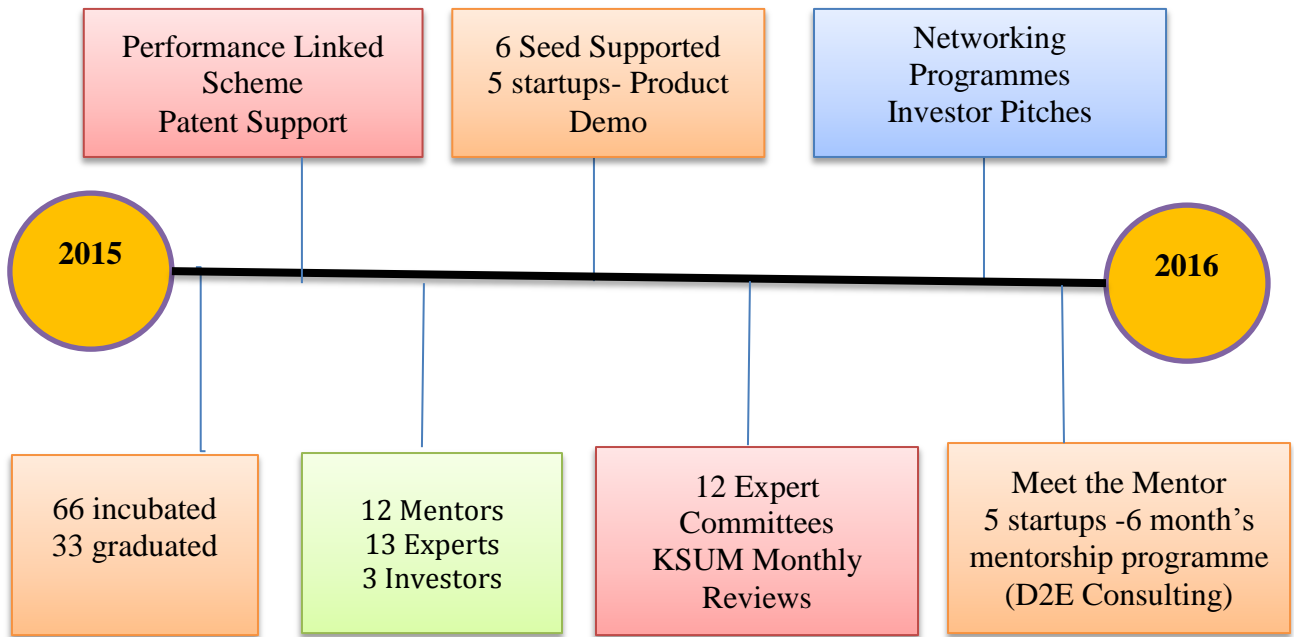 Performance Linked
Scheme
Patent Support
6 Seed Supported
5 startups- Product
Demo
Networking
Programmes
Investor Pitches
2015
2016
66 incubated
33 graduated
12 Mentors
13 Experts
3 Investors
12 Expert
Committees
KSUM Monthly
Reviews
Meet the Mentor
5 startups -6 month’s
mentorship programme
(D2E Consulting)